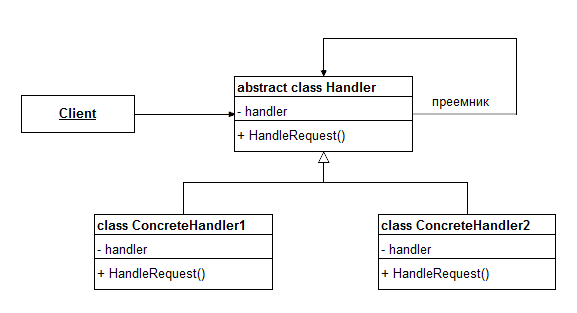 Client
abstract class Handler
- handler
+ HandleRequest()
преемник
class ConcreteHandler1
- handler
+ HandleRequest()
class ConcreteHandler2
- handler
+ HandleRequest()